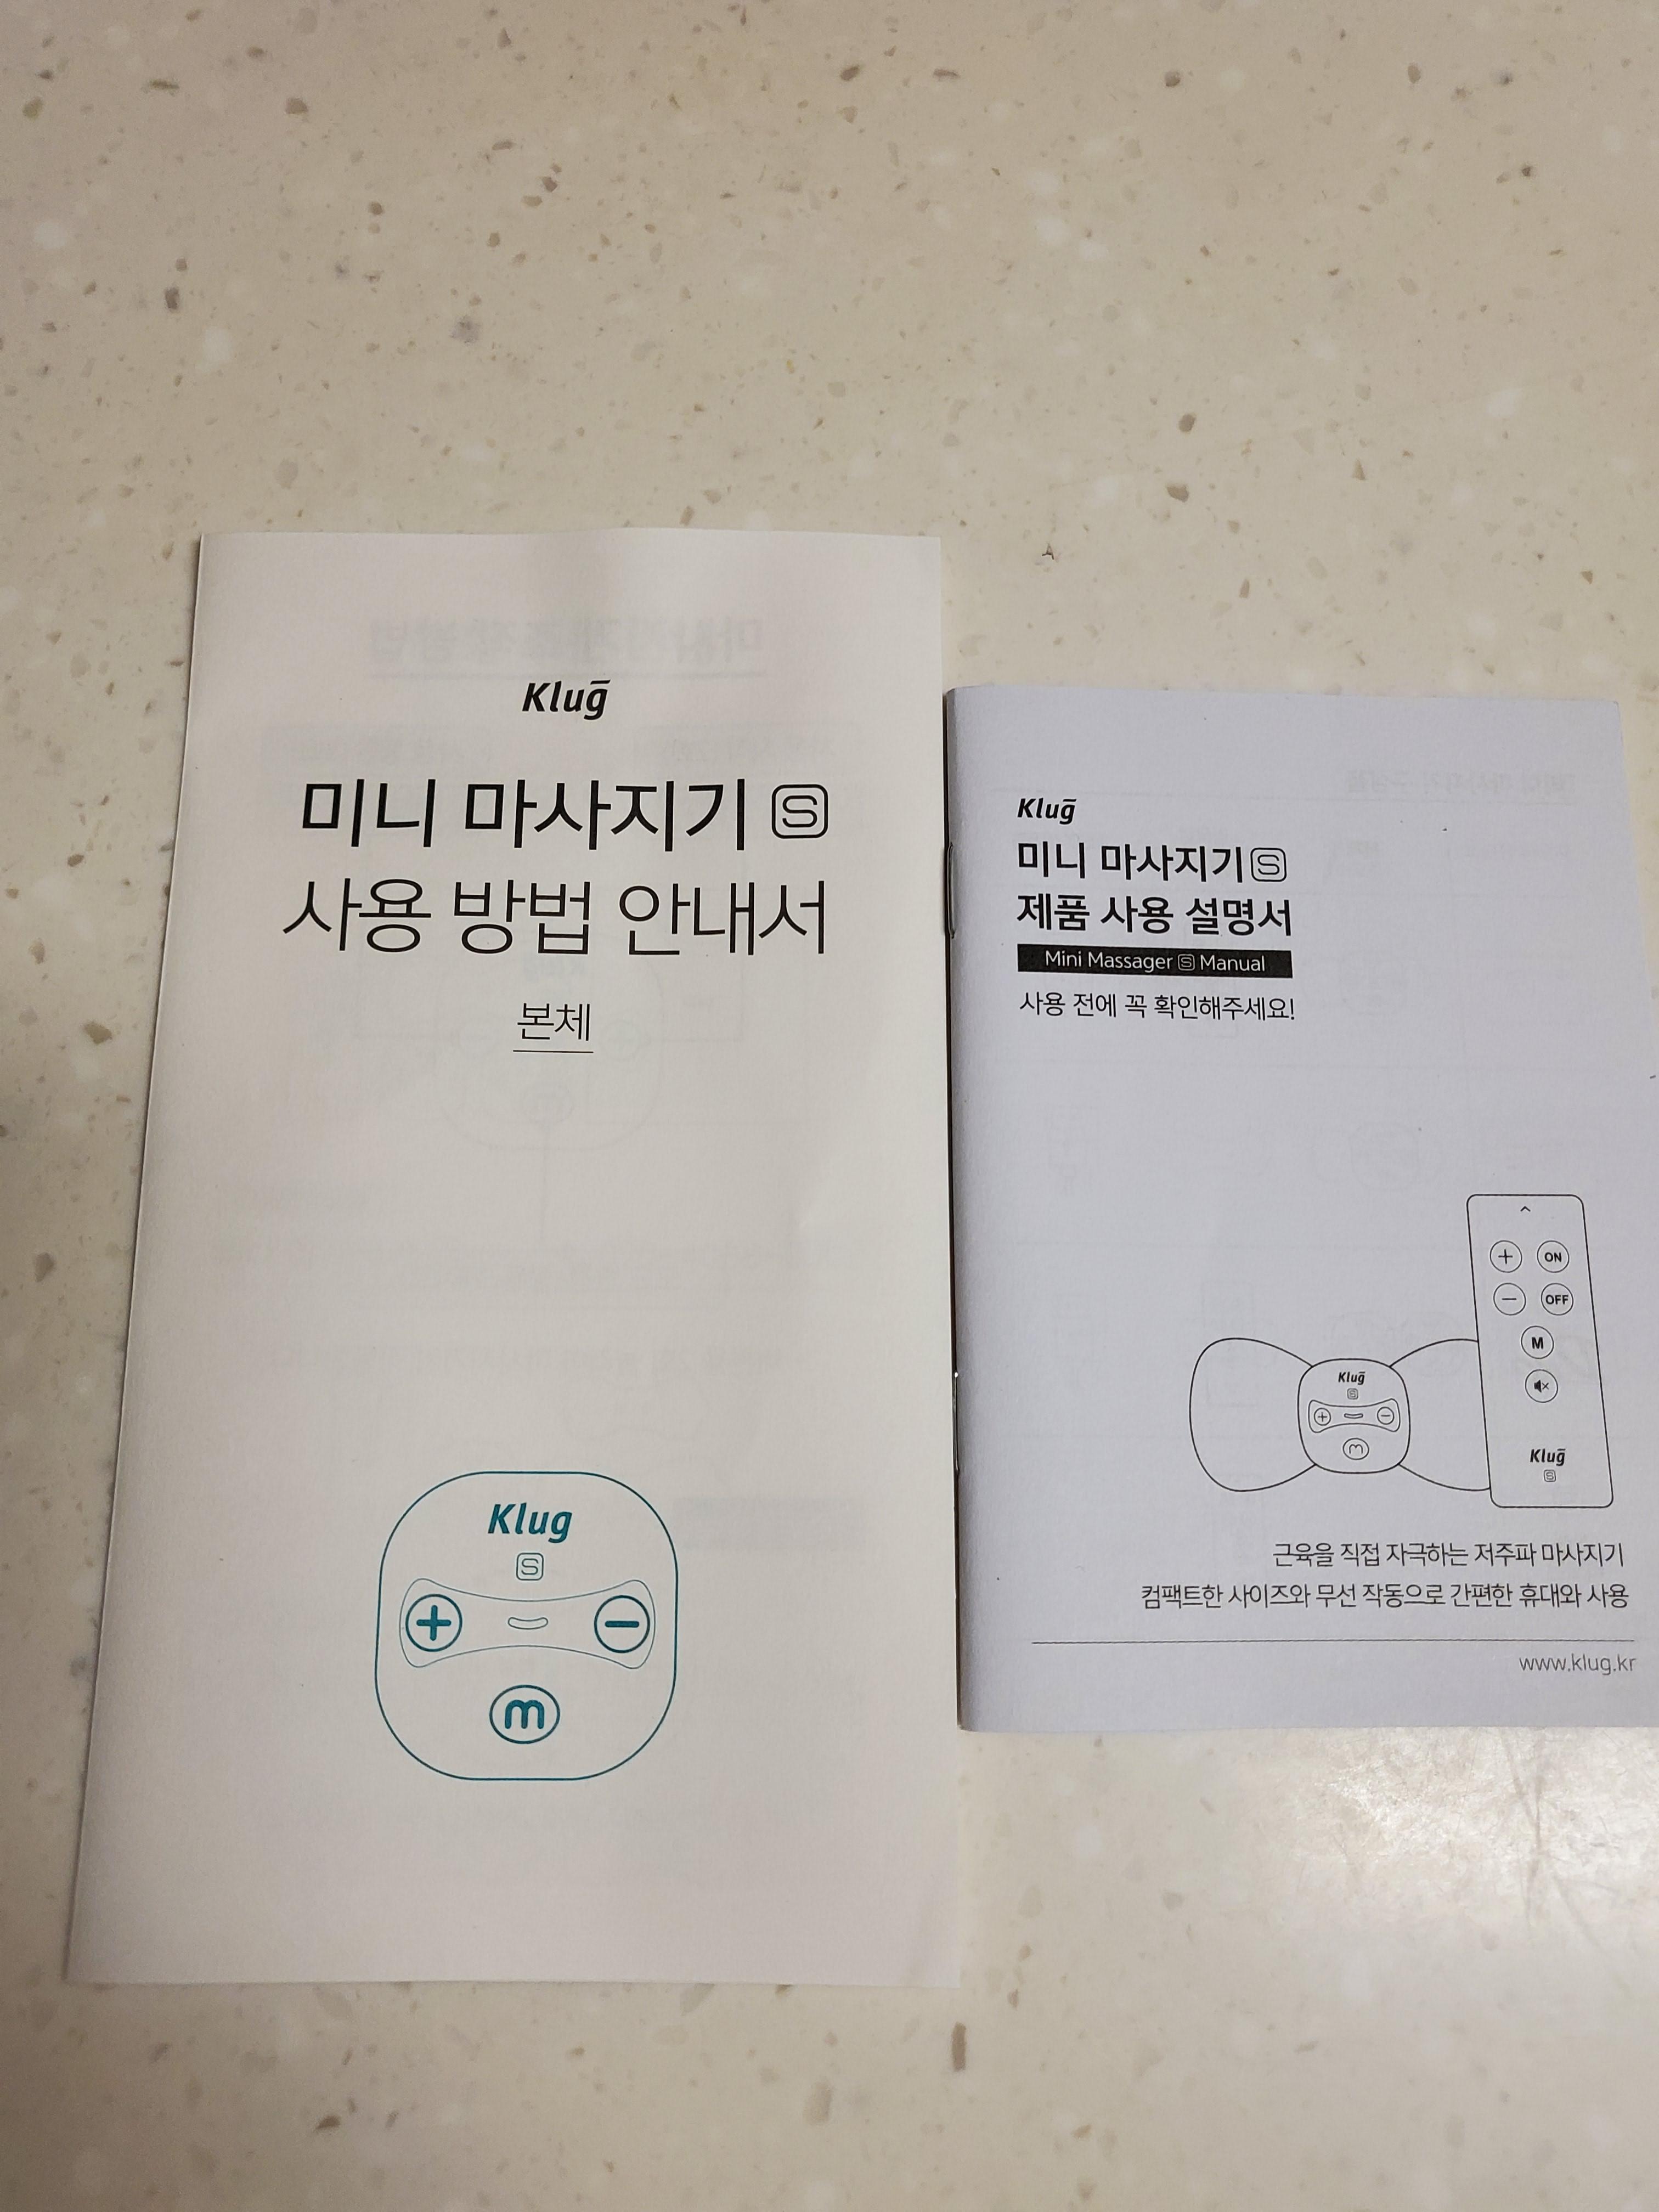 Klug
미니 마사지기 S
사용 방법 안내서
본체
Klug
S
m
Klug
미니 마사지기 S
제품 사용 설명서
Mini Massager S Manual
사용 전에 꼭 확인해주세요!
ON
OFF
M
Klug
S
m
Klug
S
근육을 직접 자극하는 저주파 마사지기
컴팩트한 사이즈와 무선 작동으로 간편한 휴대와 사용
www.klug.kr